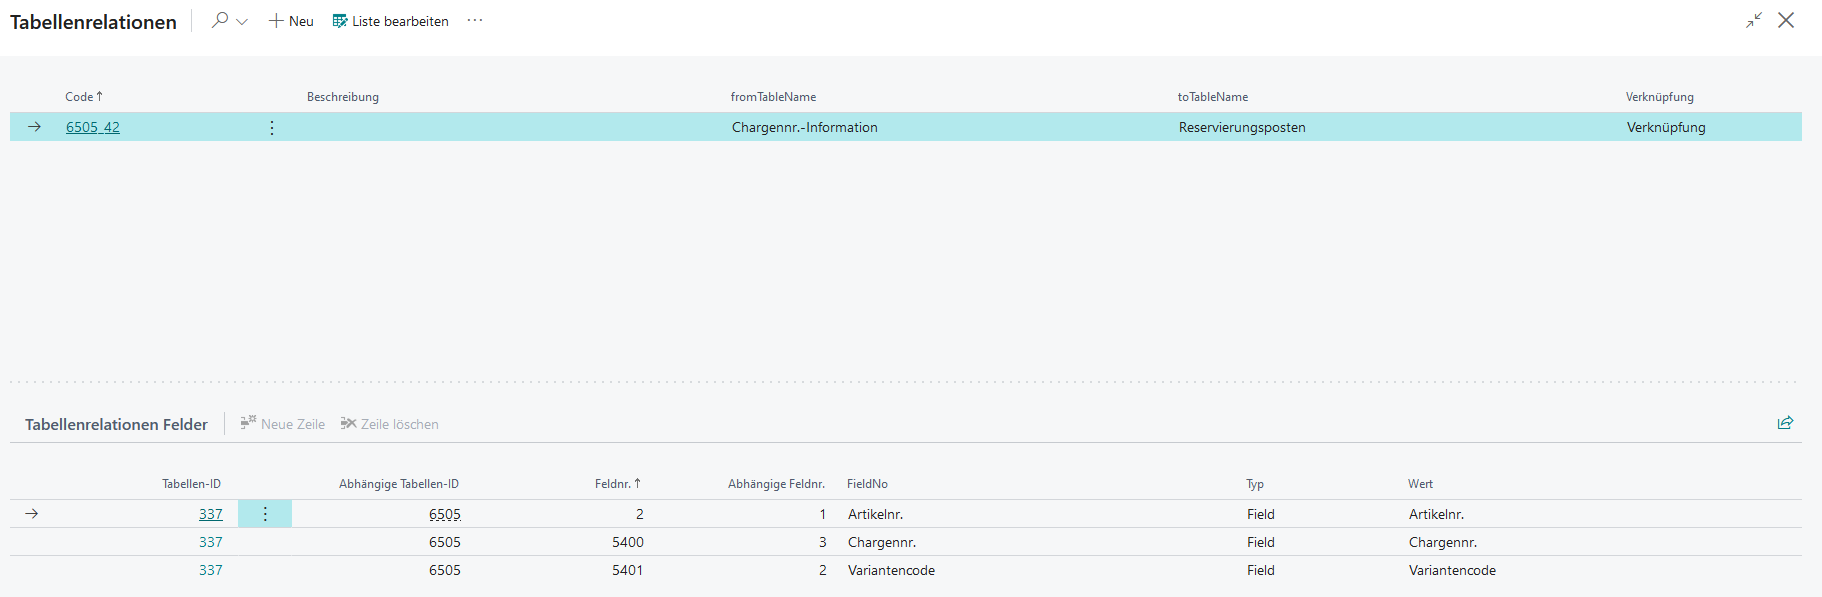 Tabellenrelationen Neu Liste bearbeiten ...
Code ↑ Beschreibung fromTableName toTableName Verknüpfung
6505_42 Chargennr.-Information Reservierungsposten Verknüpfung
Tabellenrelationen Felder Neue Zeile Zeile löschen
Tabellen-ID Abhängige Tabellen-ID Feldnr. ↑ Abhängige Feldnr. FieldNo Typ Wert
337 6505 2 1 Artikelnr. Field Artikelnr.
337 6505 5400 3 Chargennr. Field Chargennr.
337 6505 5401 2 Variantencode Field Variantencode